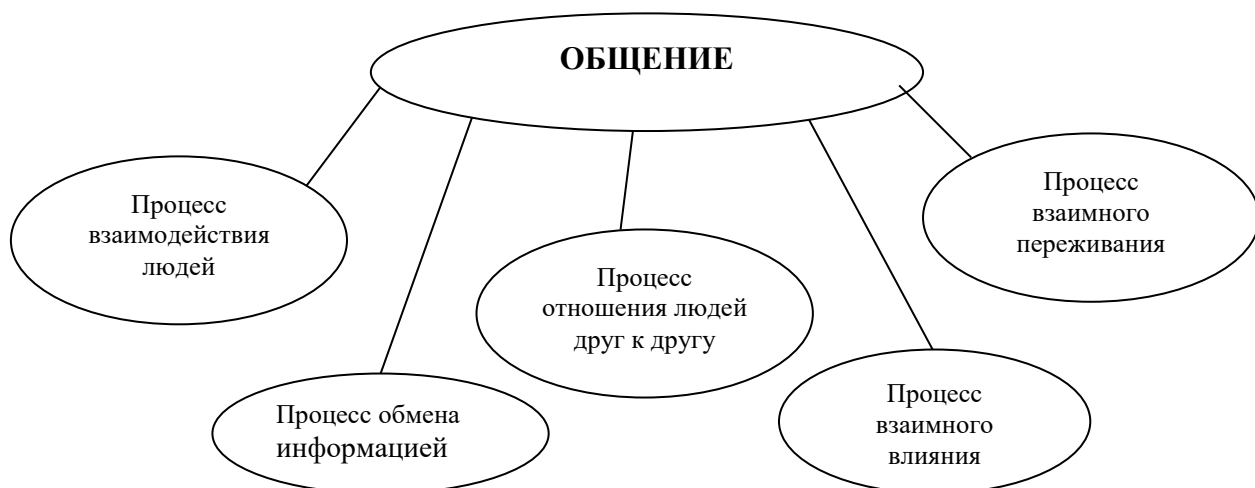 ОБЩЕНИЕ
Процесс
взаимодействия
людей
Процесс обмена
информацией
Процесс
отношения людей
друг к другу
Процесс
взаимного
влияния
Процесс
взаимного
переживания